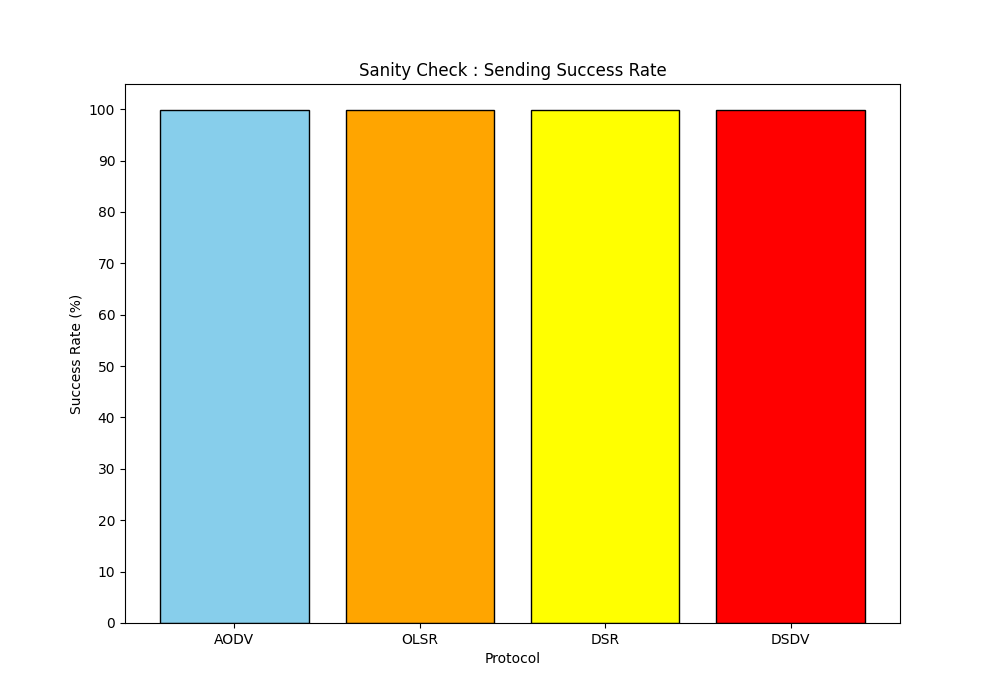 Sanity Check : Sending Success Rate
Success Rate (%)
100
90
80
70
60
50
40
30
20
10
0
AODV OLSR DSR DSDV
Protocol